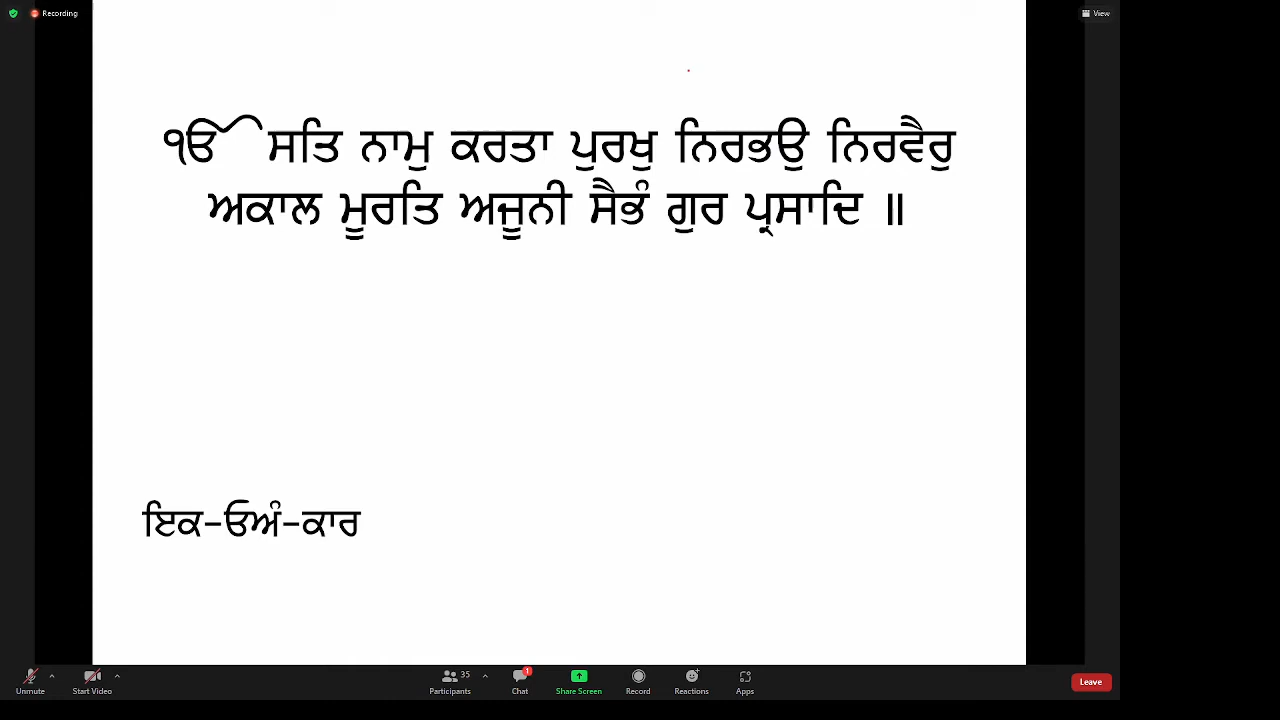 Recording
View
ੴ ਸਤਿ ਨਾਮੁ ਕਰਤਾ ਪੁਰਖੁ ਨਿਰਭਉ ਨਿਰਵੈਰੁ
ਅਕਾਲ ਮੂਰਤਿ ਅਜੂਨੀ ਸੈਭੰ ਗੁਰ ਪ੍ਰਸਾਦਿ ॥
ਇਕ-ਓਅੰ-ਕਾਰ
35
1
Unmute
Start Video
Participants
Chat
Share Screen
Record
Reactions
Apps
Leave